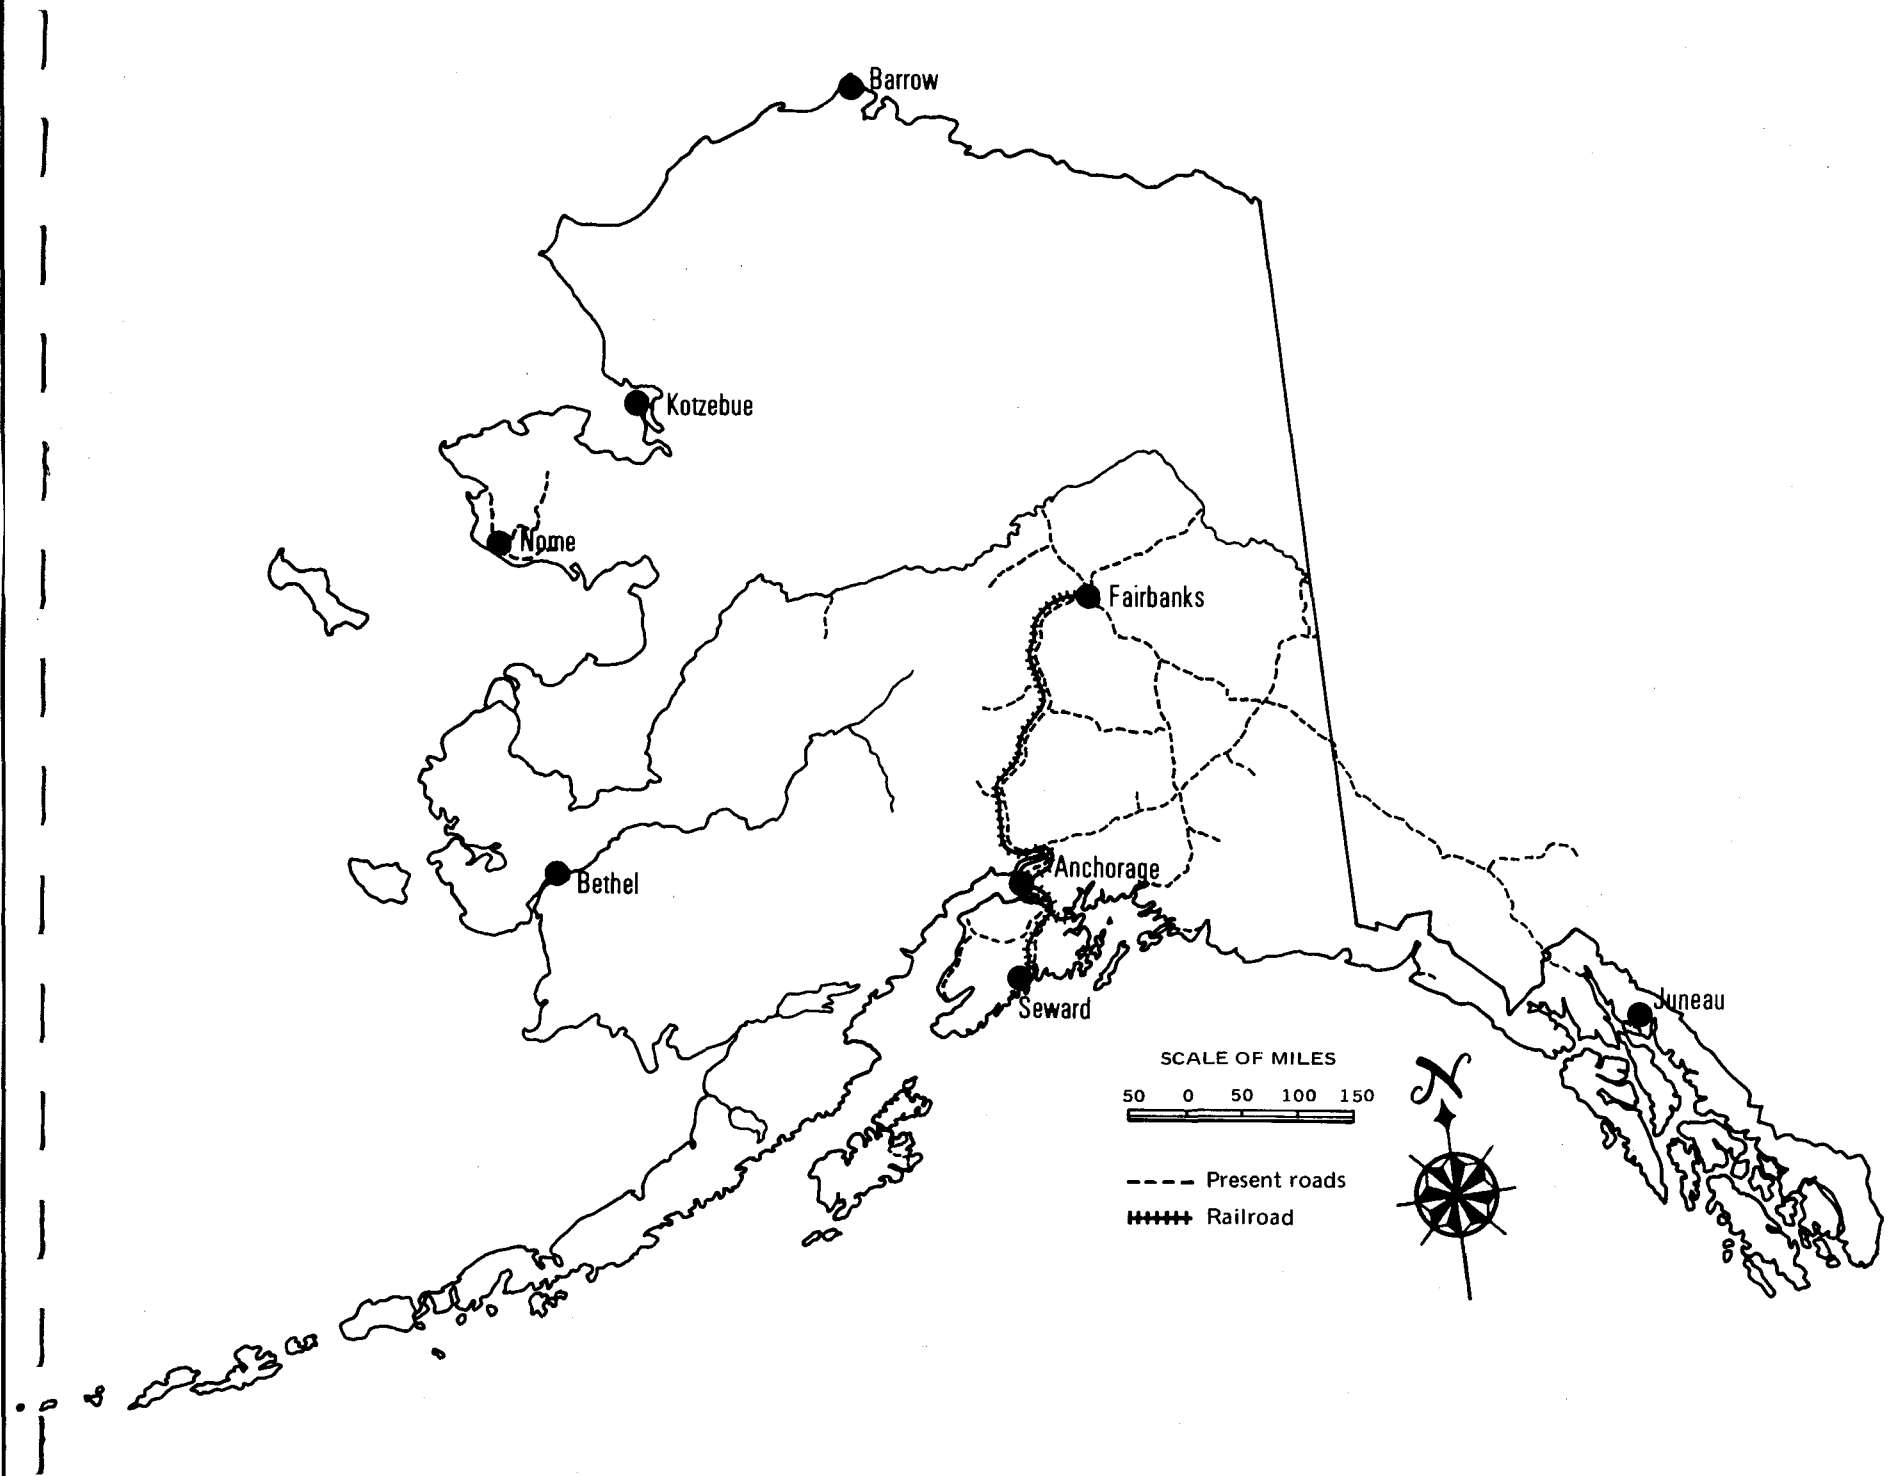 Barrow
Kotzebue
Nome
Fairbanks
Anchorage
Bethel
Seward
Juneau
SCALE OF MILES
50 0 50 100 150
N
Present roads
Railroad